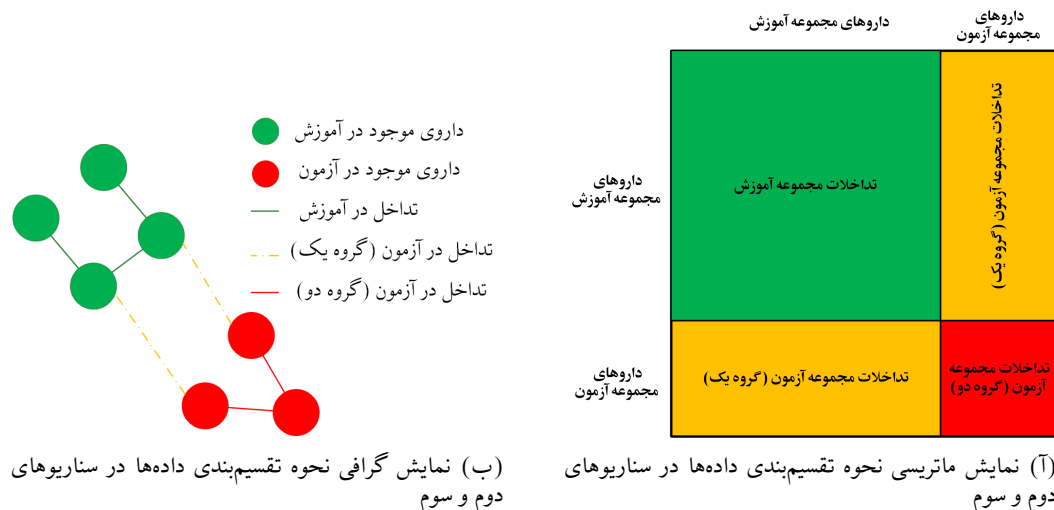 داروهای مجموعه آموزش
داروهای
مجموعه آزمون
داروهای
مجموعه آموزش
تداخلات مجموعه آموزش
تداخلات مجموعه آزمون (گروه یک)
داروهای
مجموعه آزمون
تداخلات مجموعه آزمون (گروه یک)
تداخلات مجموعه
آزمون (گروه دو)
(آ) نمایش ماتریسی نحوه تقسیم‌بندی داده‌ها در سناریوهای
دوم و سوم
داروی موجود در آموزش
داروی موجود در آزمون
تداخل در آموزش
تداخل در آزمون (گروه یک)
تداخل در آزمون (گروه دو)
(ب) نمایش گرافی نحوه تقسیم‌بندی داده‌ها در سناریوهای
دوم و سوم